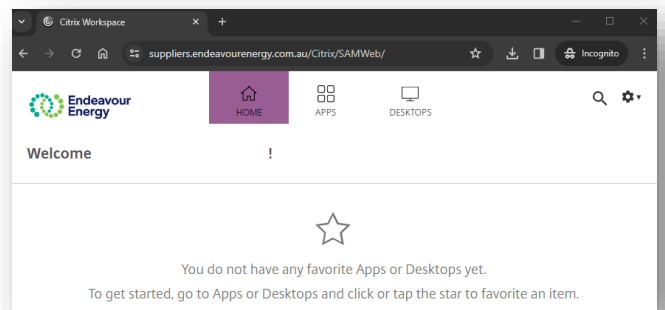 Citrix Workspace
suppliers.endeavourenergy.com.au/Citrix/SAMWeb/
Incognito
Endeavour
Energy
HOME
APPS
DESKTOPS
Welcome !
You do not have any favorite Apps or Desktops yet.
To get started, go to Apps or Desktops and click or tap the star to favorite an item.